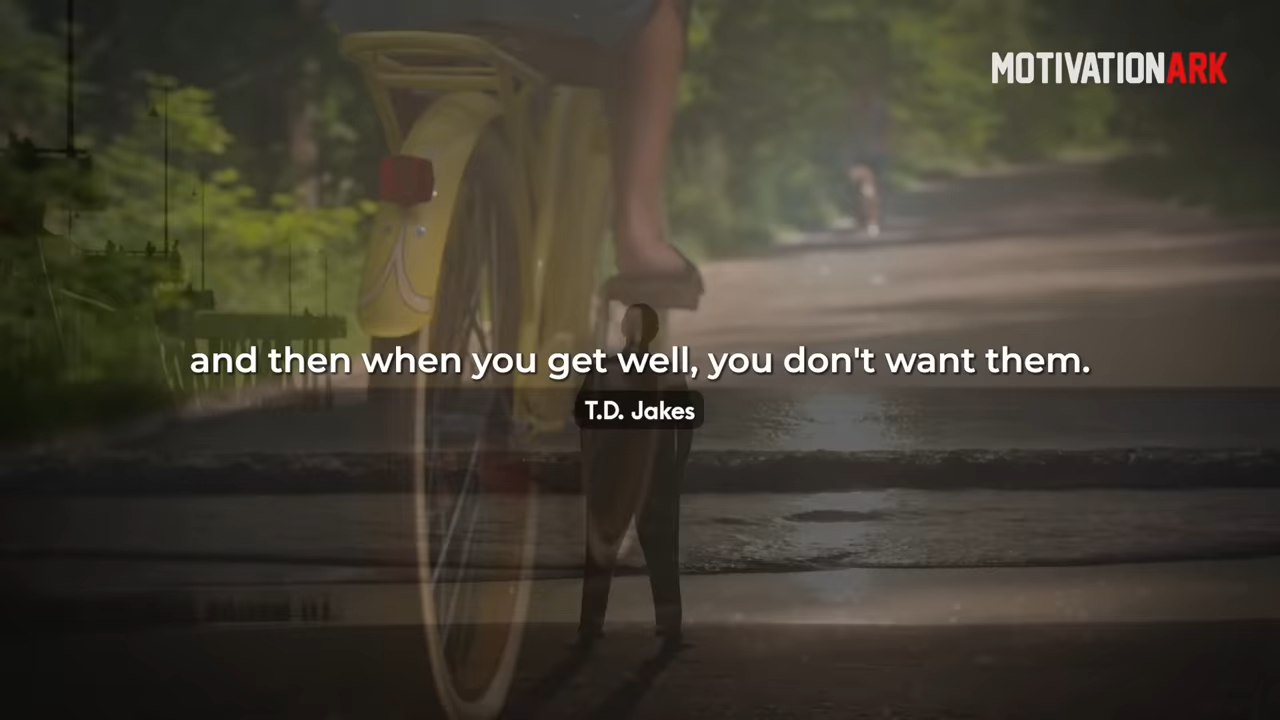 MOTIVATIONARK
and then when you get well, you don't want them.
T.D. Jakes